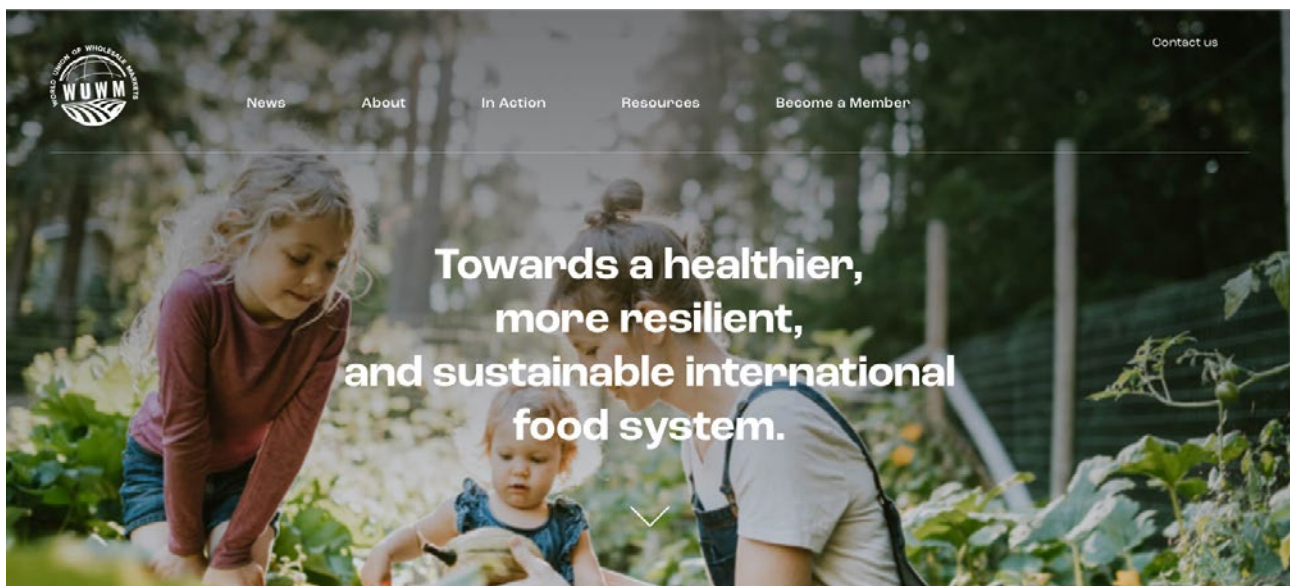 Contact us
WORLD UNION OF WHOLESALE MARKETS
WUWM
News
About
In Action
Resources
Become a Member
Towards a healthier,
more resilient,
and sustainable international
food system.